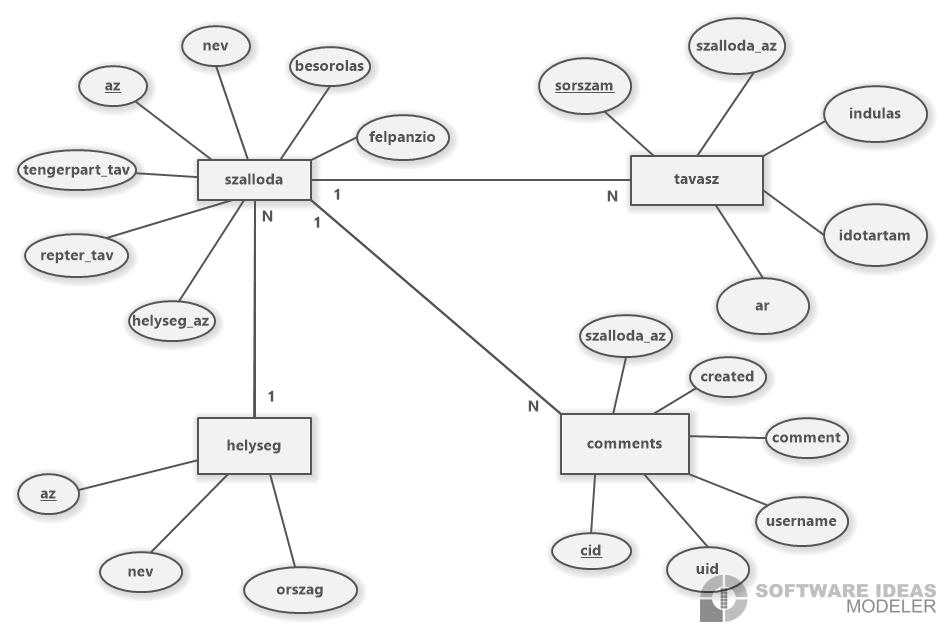 nev
szalloda_az
besorolas
az
sorszam
indulas
felpanzio
tengerpart_tav
szalloda
tavasz
1
N
N
1
idotartam
repter_tav
ar
helyseg_az
szalloda_az
created
1
N
helyseg
comments
comment
az
username
cid
nev
uid
orszag
SOFTWARE IDEAS
MODELER